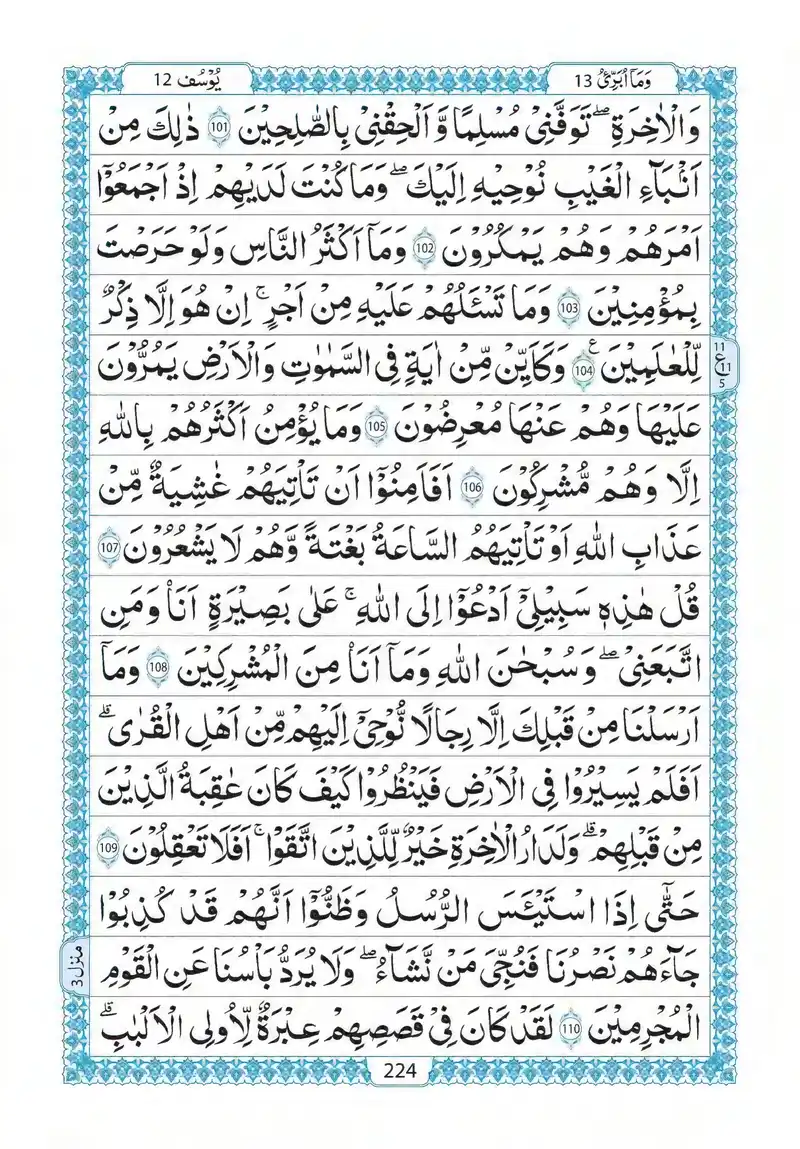 وَمَاۤ اُبَرِّئُ 13
یُوْسُف 12
وَالْاٰخِرَةِ ۖ تَوَفَّنِیْ مُسْلِمًا وَّ اَلْحِقْنِیْ بِالصّٰلِحِیْنَ 101 ذٰلِكَ مِنْ
اَنْۢبَآءِ الْغَیْبِ نُوْحِیْهِ اِلَیْكَ ۖ وَمَا كُنْتَ لَدَیْهِمْ اِذْ اَجْمَعُوْۤا
اَمْرَهُمْ وَهُمْ یَمْكُرُوْنَ 102 وَمَاۤ اَكْثَرُ النَّاسِ وَلَوْ حَرَصْتَ
بِمُؤْمِنِیْنَ 103 وَمَا تَسْـَٔلُهُمْ عَلَیْهِ مِنْ اَجْرٍ ۚ اِنْ هُوَ اِلَّا ذِكْرٌ
لِّلْعٰلَمِیْنَ 104 ع وَكَاَیِّنْ مِّنْ اٰیَةٍ فِی السَّمٰوٰتِ وَالْاَرْضِ یَمُرُّوْنَ
11 ع 11 5
عَلَیْهَا وَهُمْ عَنْهَا مُعْرِضُوْنَ 105 وَمَا یُؤْمِنُ اَكْثَرُهُمْ بِاللّٰهِ
اِلَّا وَهُمْ مُّشْرِكُوْنَ 106 اَفَاَمِنُوْۤا اَنْ تَاْتِیَهُمْ غَاشِیَةٌ مِّنْ
عَذَابِ اللّٰهِ اَوْ تَاْتِیَهُمُ السَّاعَةُ بَغْتَةً وَّهُمْ لَا یَشْعُرُوْنَ 107
قُلْ هٰذِهٖ سَبِیْلِیْۤ اَدْعُوْۤا اِلَی اللّٰهِ ۚ عَلٰی بَصِیْرَةٍ اَنَا وَمَنِ
اتَّبَعَنِیْ ۖ وَسُبْحٰنَ اللّٰهِ وَمَاۤ اَنَا مِنَ الْمُشْرِكِیْنَ 108 وَمَاۤ
اَرْسَلْنَا مِنْ قَبْلِكَ اِلَّا رِجَالًا نُّوْحِیْۤ اِلَیْهِمْ مِّنْ اَهْلِ الْقُرٰی ۗ
اَفَلَمْ یَسِیْرُوْا فِی الْاَرْضِ فَیَنْظُرُوْا كَیْفَ كَانَ عَاقِبَةُ الَّذِیْنَ
مِنْ قَبْلِهِمْ ۗ وَلَدَارُ الْاٰخِرَةِ خَیْرٌ لِّلَّذِیْنَ اتَّقَوْا ۚ اَفَلَا تَعْقِلُوْنَ 109
حَتّٰۤی اِذَا اسْتَیْـَٔسَ الرُّسُلُ وَظَنُّوْۤا اَنَّهُمْ قَدْ كُذِبُوْا
جَآءَهُمْ نَصْرُنَا فَنُجِّیَ مَنْ نَّشَآءُ ۖ وَلَا یُرَدُّ بَاْسُنَا عَنِ الْقَوْمِ
منزل 3
الْمُجْرِمِیْنَ 110 لَقَدْ كَانَ فِیْ قَصَصِهِمْ عِبْرَةٌ لِّاُولِی الْاَلْبٰبِ ۗ
224